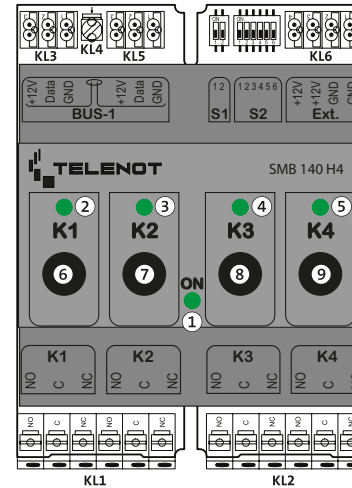 ON ON
KL3 KL4 KL5 KL6
+12V Data GND +12V Data GND 1 2 1 2 3 4 5 6 +12V +12V GND GND
BUS-1 S1 S2 Ext.
TELENOT SMB 140 H4
2 3 4 5
K1 K2 K3 K4
6 7 8 9
ON
1
K1 K2 K3 K4
NO C NC NO C NC NO C NC NO C
NO C NC NO C NC NO C NC NO C
KL1 KL2